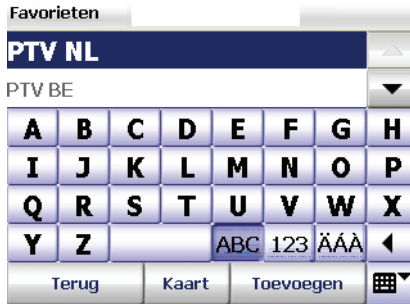 Favorieten
PTV NL
PTV BE
A B C D E F G H
I J K L M N O P
Q R S T U V W X
Y Z ABC 123 ÄÁÀ
Terug Kaart Toevoegen